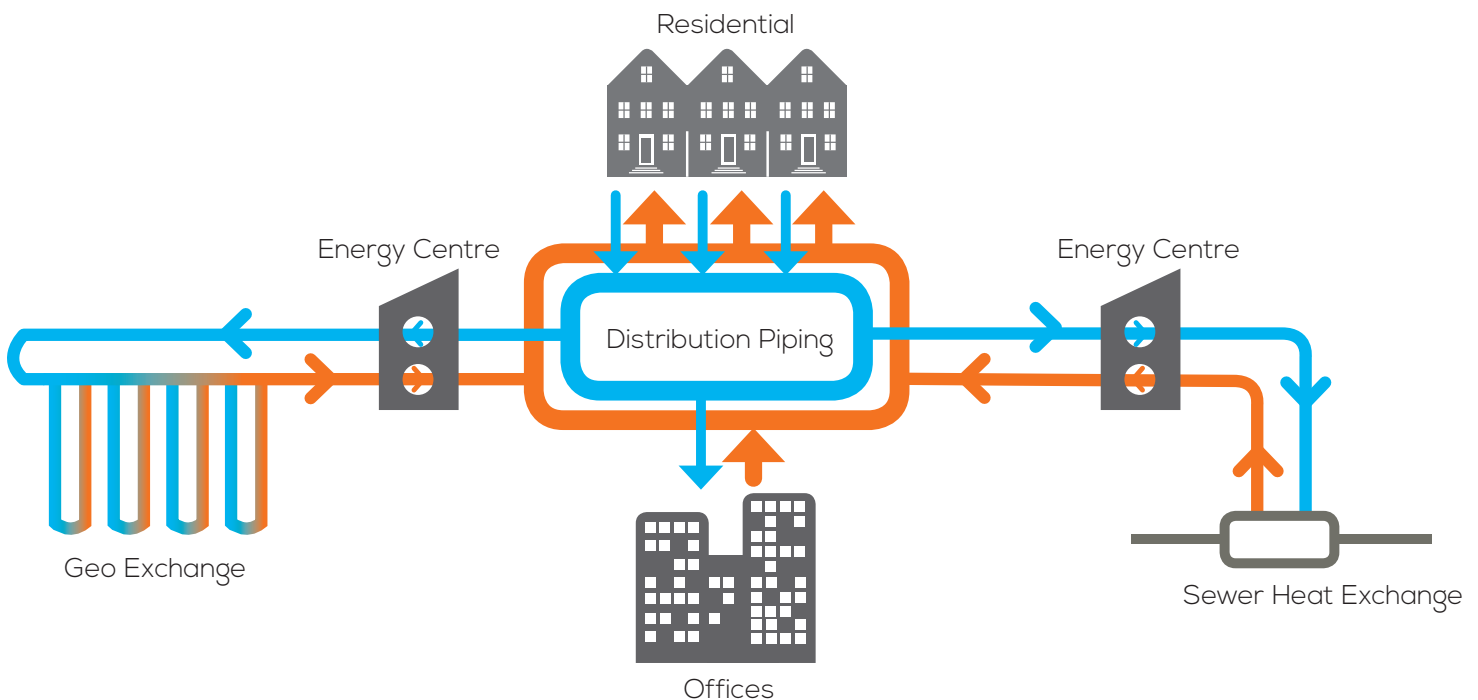 Residential
Energy Centre
Energy Centre
Distribution Piping
Geo Exchange
Sewer Heat Exchange
Offices